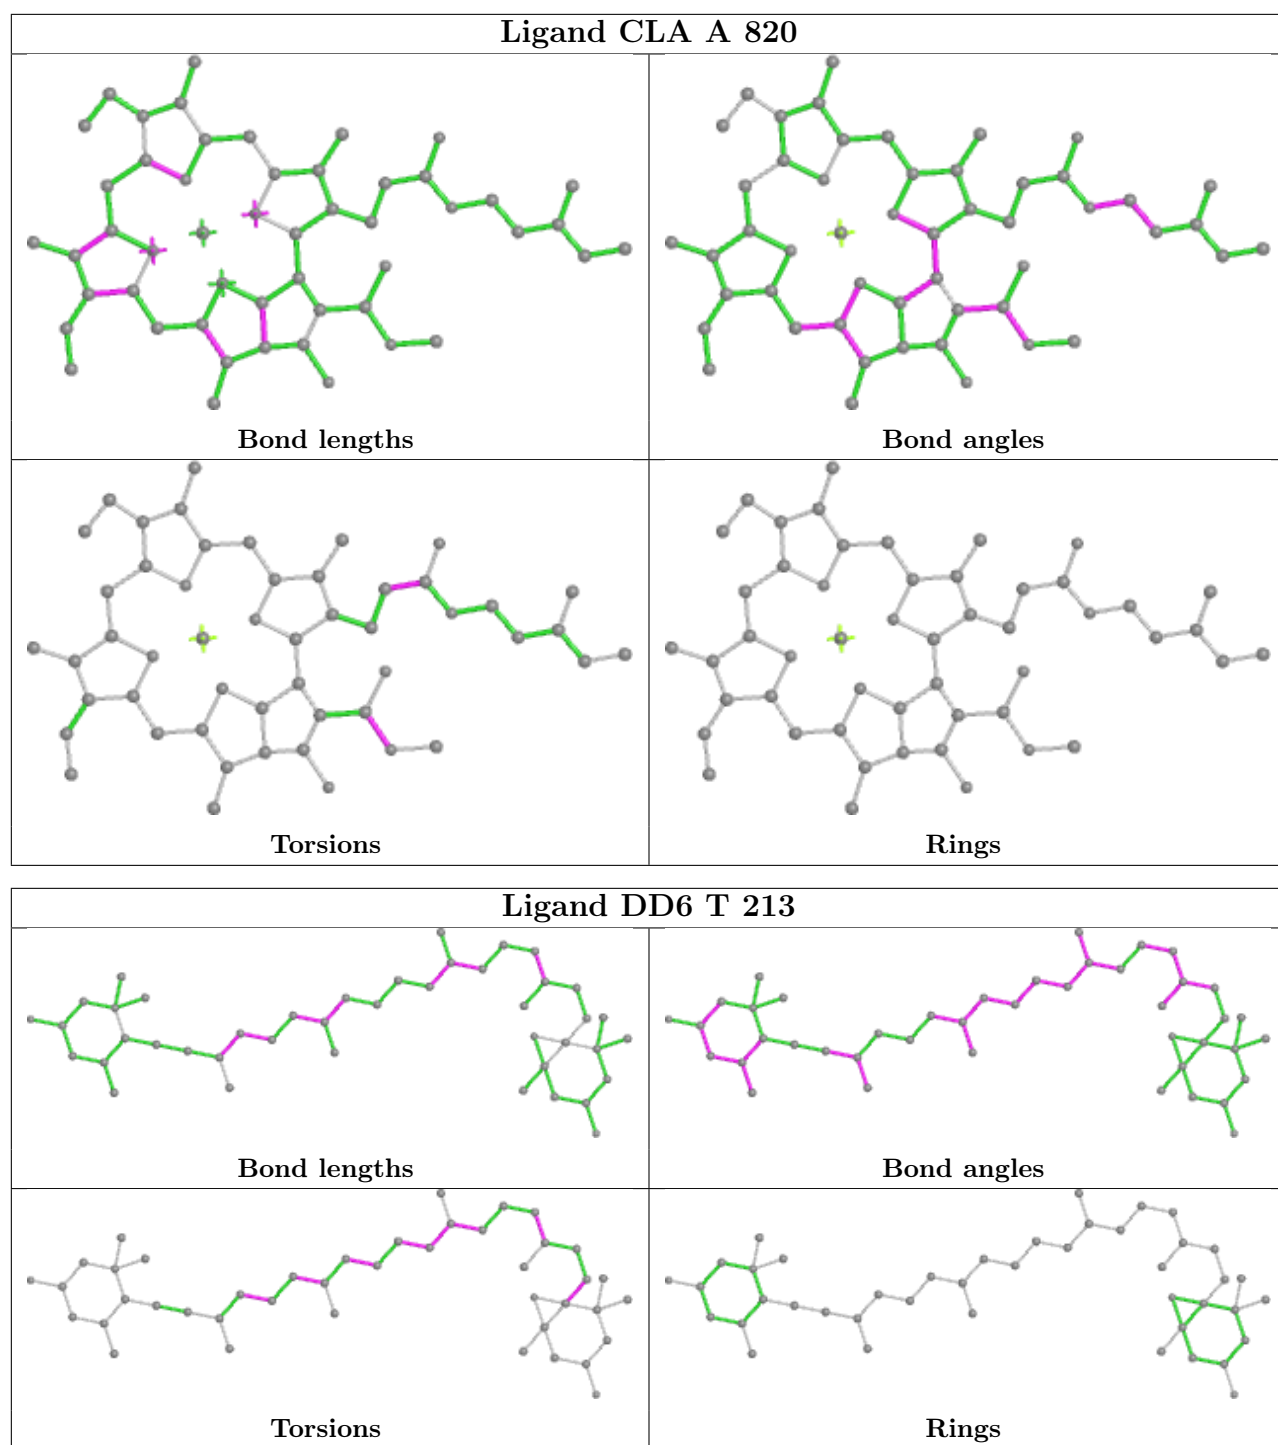 Ligand CLA A 820
Bond lengths
Bond angles
Torsions
Rings
Ligand DD6 T 213
Bond lengths
Bond angles
Torsions
Rings